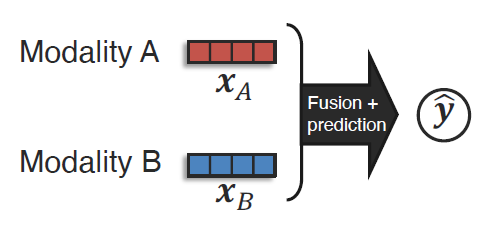 Modality A
x_A
Fusion +
prediction
ŷ
Modality B
x_B